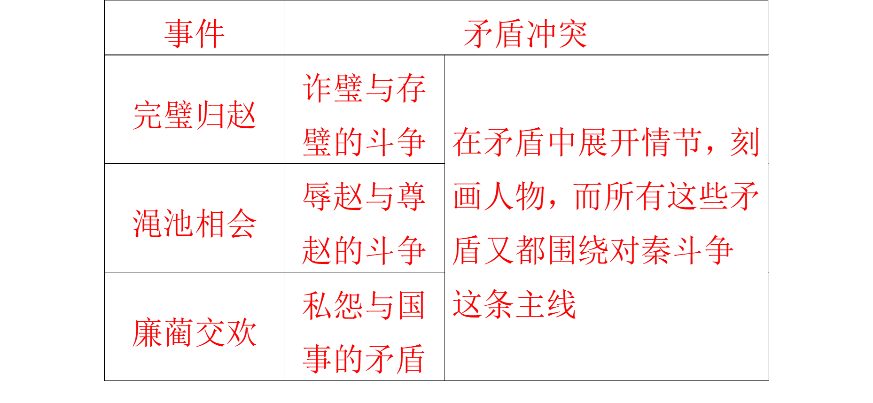 事件
矛盾冲突
完璧归赵
诈璧与存
璧的斗争
渑池相会
辱赵与尊
赵的斗争
廉蔺交欢
私怨与国
事的矛盾
在矛盾中展开情节，刻
画人物，而所有这些矛
盾又都围绕对秦斗争
这条主线